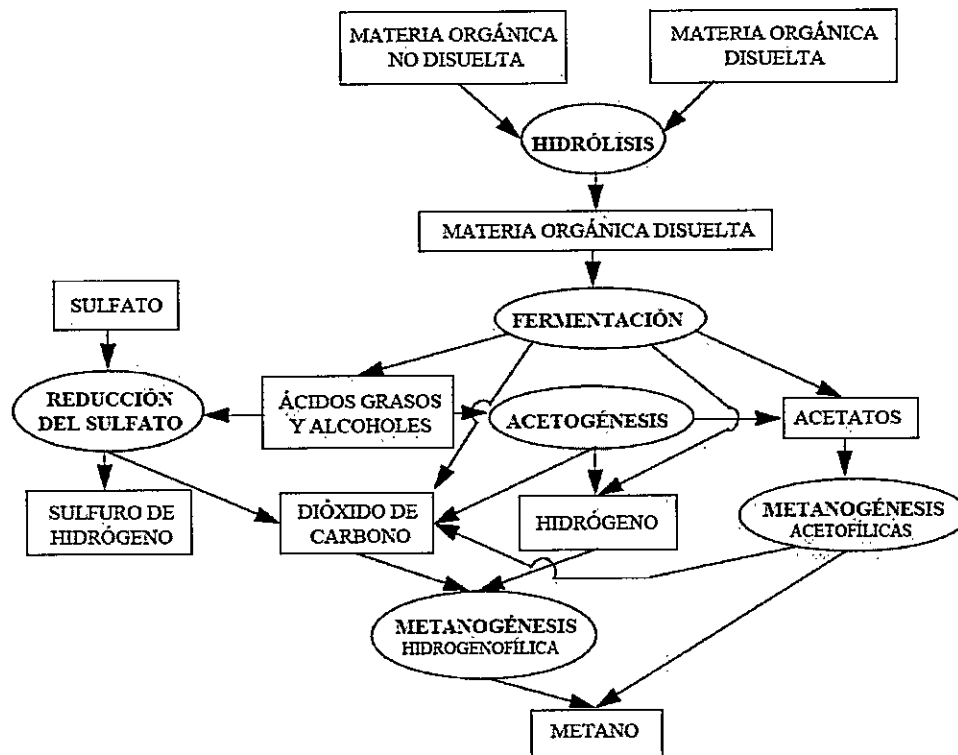 MATERIA ORGÁNICA
NO DISUELTA
MATERIA ORGÁNICA
DISUELTA
HIDRÓLISIS
MATERIA ORGÁNICA DISUELTA
SULFATO
FERMENTACIÓN
REDUCCIÓN
DEL SULFATO
ÁCIDOS GRASOS
Y ALCOHOLES
ACETOGÉNESIS
ACETATOS
SULFURO DE
HIDRÓGENO
DIÓXIDO DE
CARBONO
HIDRÓGENO
METANOGÉNESIS
ACETOFÍLICAS
METANOGÉNESIS
HIDROGENOFÍLICA
METANO